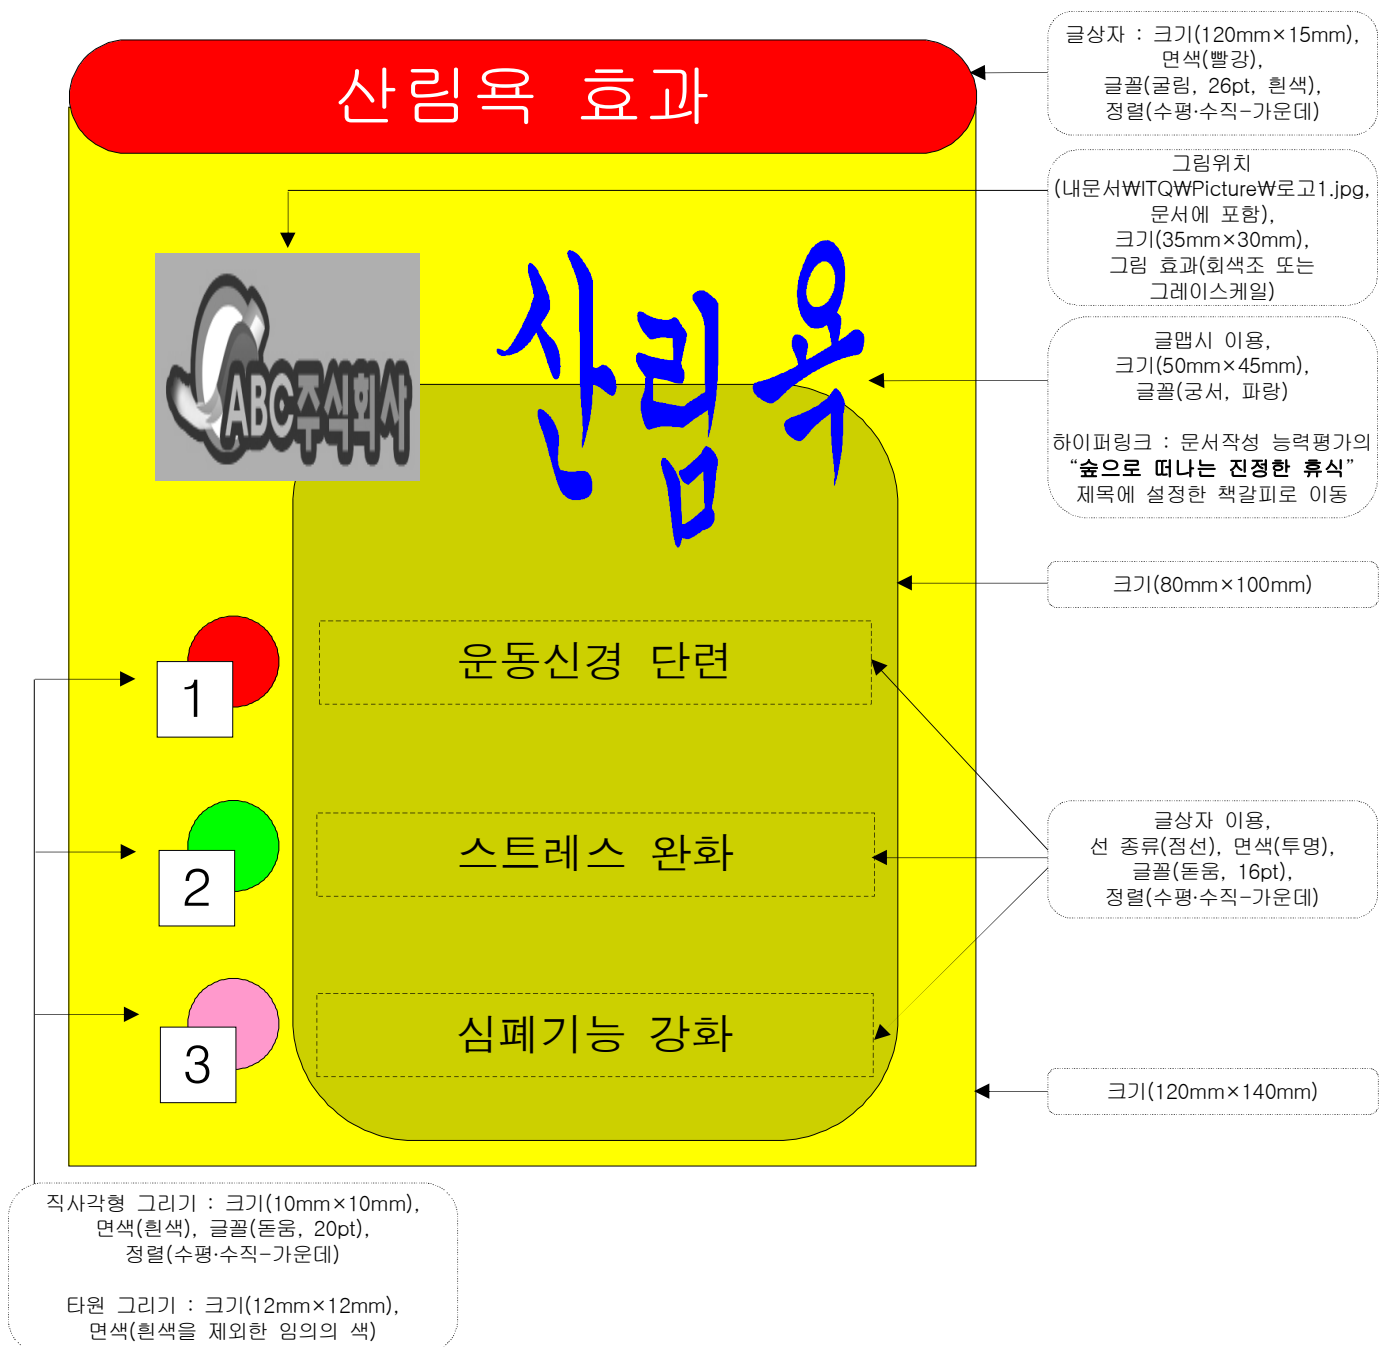 산림욕 효과
글상자 : 크기(120mm×15mm),
면색(빨강),
글꼴(굴림, 26pt, 흰색),
정렬(수평·수직-가운데)
그림위치
(내문서₩ITQ₩Picture₩로고1.jpg,
문서에 포함),
크기(35mm×30mm),
그림 효과(회색조 또는
그레이스케일)
ABC주식회사
산림욕
글맵시 이용,
크기(50mm×45mm),
글꼴(궁서, 파랑)
하이퍼링크 : 문서작성 능력평가의
“숲으로 떠나는 진정한 휴식”
제목에 설정한 책갈피로 이동
크기(80mm×100mm)
1
운동신경 단련
2
스트레스 완화
글상자 이용,
선 종류(점선), 면색(투명),
글꼴(돋움, 16pt),
정렬(수평·수직-가운데)
3
심폐기능 강화
크기(120mm×140mm)
직사각형 그리기 : 크기(10mm×10mm),
면색(흰색), 글꼴(돋움, 20pt),
정렬(수평·수직-가운데)
타원 그리기 : 크기(12mm×12mm),
면색(흰색을 제외한 임의의 색)